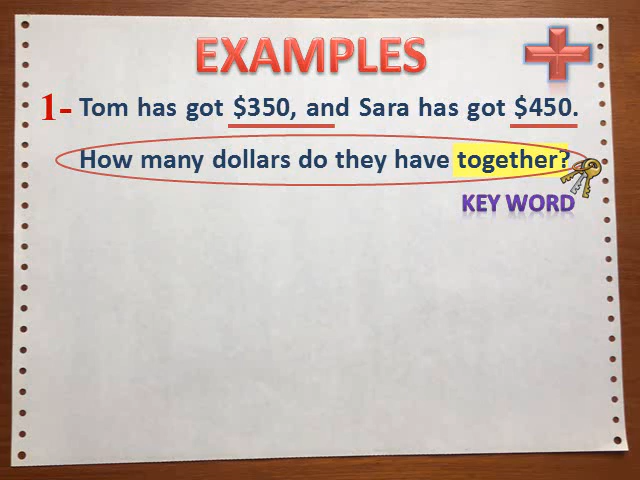 EXAMPLES
1- Tom has got $350, and Sara has got $450.
How many dollars do they have together?
KEY WORD